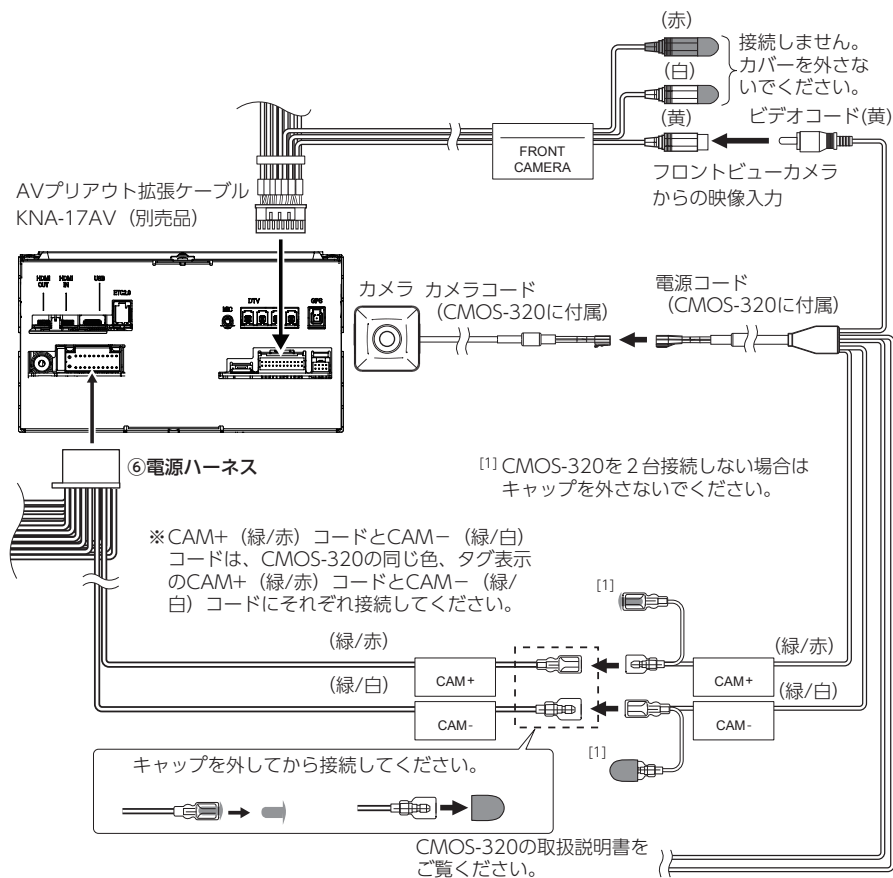 (赤)
接続しません。
カバーを外さな
いでください。
(白)
(黄)
ビデオコード(黄)
FRONT
CAMERA
フロントビューカメラ
からの映像入力
AVプリアウト拡張ケーブル
KNA-17AV（別売品）
HDMI
OUT
HDMI
IN
USB
ETC2.0
MIC
DTV
GPS
カメラ
カメラコード
（CMOS-320に付属）
電源コード
（CMOS-320に付属）
⑥電源ハーネス
[1] CMOS-320を２台接続しない場合は
キャップを外さないでください。
※CAM+（緑/赤）コードとCAM−（緑/白）
コードは、CMOS-320の同じ色、タグ表示
のCAM+（緑/赤）コードとCAM−（緑/
白）コードにそれぞれ接続してください。
[1]
（緑/赤）
CAM+
CAM+
（緑/赤）
（緑/白）
CAM-
CAM-
（緑/白）
[1]
キャップを外してから接続してください。
CMOS-320の取扱説明書を
ご覧ください。